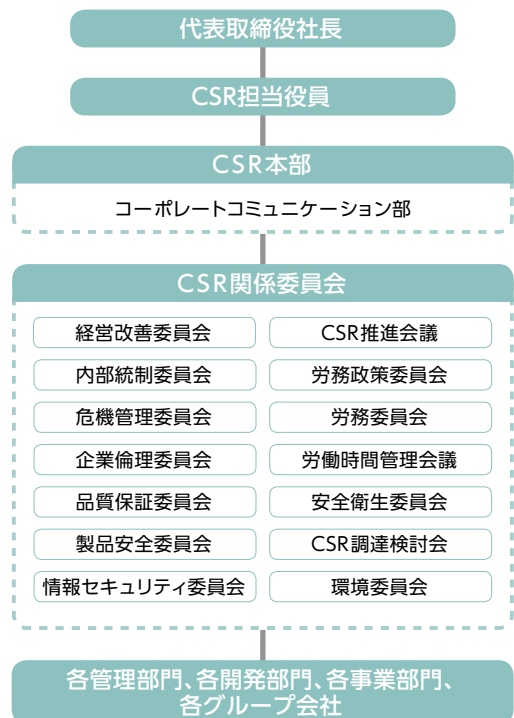 代表取締役社長
CSR担当役員
CSR本部
コーポレートコミュニケーション部
CSR関係委員会
経営改善委員会
CSR推進会議
内部統制委員会
労務政策委員会
危機管理委員会
労務委員会
企業倫理委員会
労働時間管理会議
品質保証委員会
安全衛生委員会
製品安全委員会
CSR調達検討会
情報セキュリティ委員会
環境委員会
各管理部門、各開発部門、各事業部門、
各グループ会社